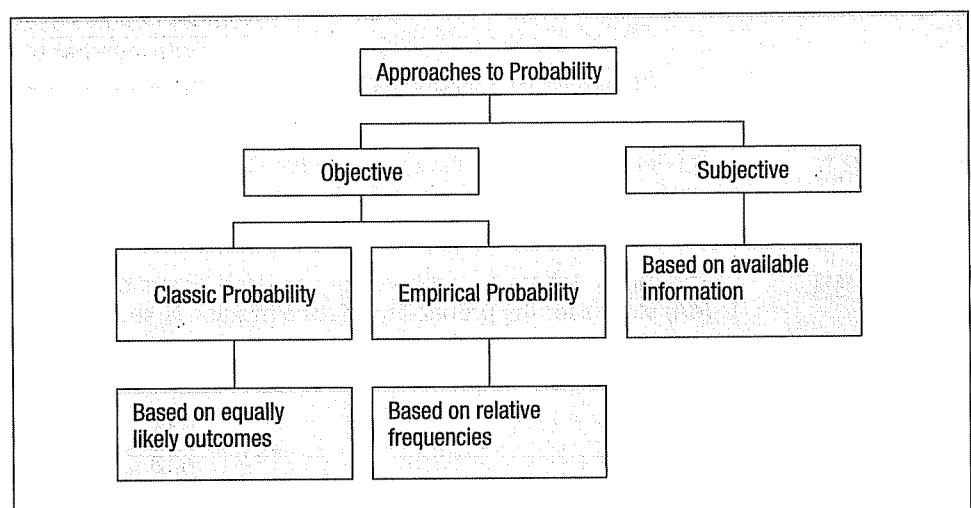 Approaches to Probability
Objective
Subjective
Classic Probability
Empirical Probability
Based on available
information
Based on equally
likely outcomes
Based on relative
frequencies